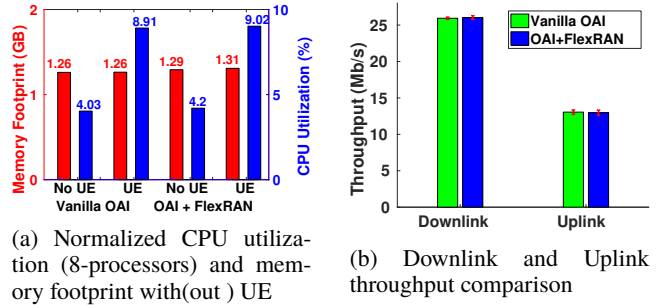 2
1
0
Memory Footprint (GB)
1.26
4.03
1.26
8.91
1.29
4.2
1.31
9.02
10
5
0
CPU Utilization (%)
No UE UE No UE UE
Vanilla OAI OAI + FlexRAN
(a) Normalized CPU utiliza-
tion (8-processors) and mem-
ory footprint with(out ) UE
Throughput (Mb/s)
30
25
20
15
10
5
0
Vanilla OAI
OAI+FlexRAN
Downlink Uplink
(b) Downlink and Uplink
throughput comparison